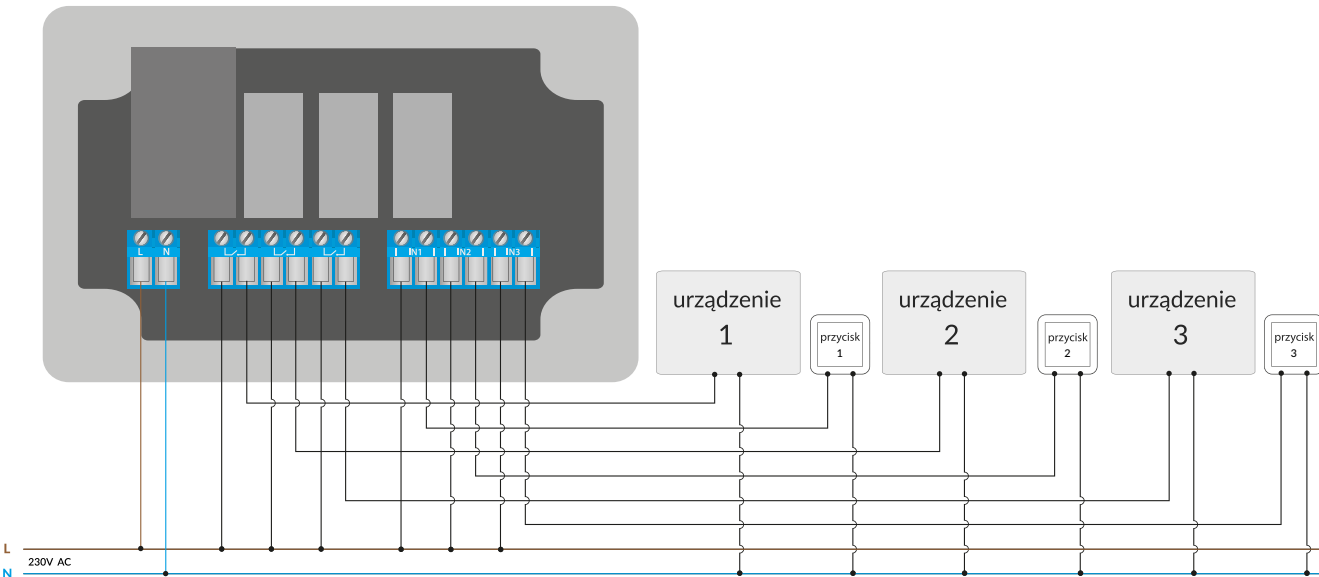 L N
IN1 IN2 IN3
urządzenie
1
przycisk
1
urządzenie
2
przycisk
2
urządzenie
3
przycisk
3
L
230V AC
N